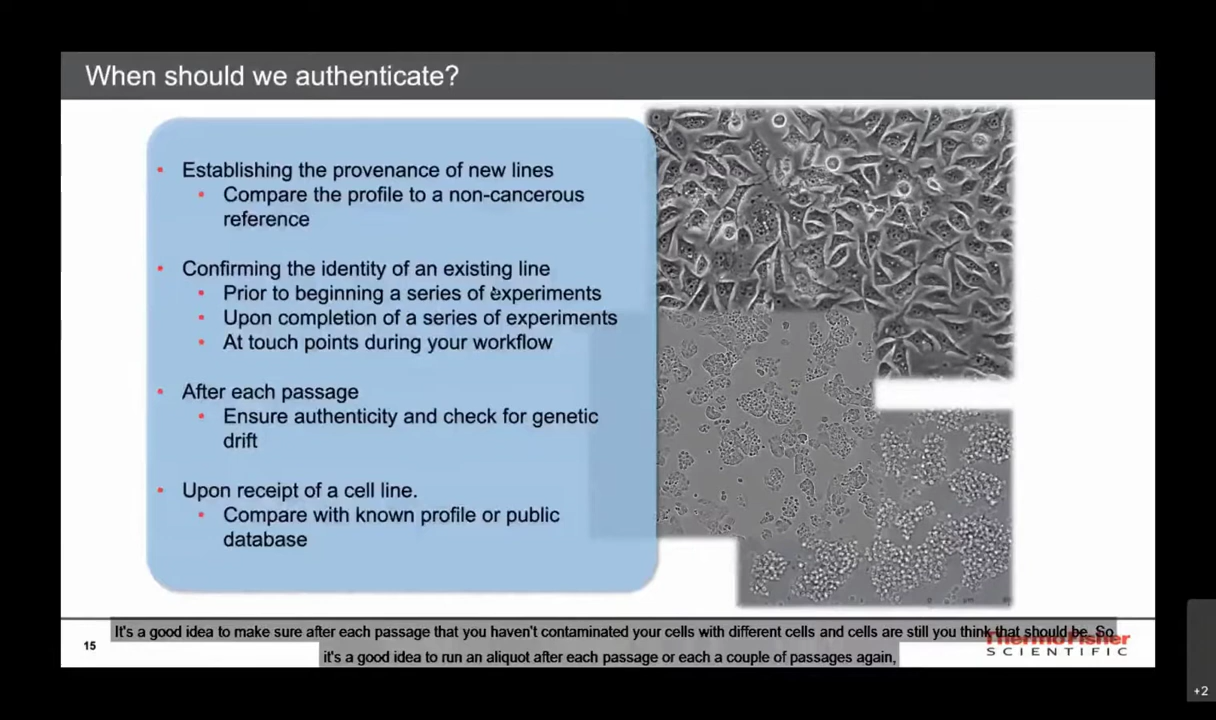 When should we authenticate?
• Establishing the provenance of new lines
• Compare the profile to a non-cancerous
reference
• Confirming the identity of an existing line
• Prior to beginning a series of experiments
• Upon completion of a series of experiments
• At touch points during your workflow
• After each passage
• Ensure authenticity and check for genetic
drift
• Upon receipt of a cell line.
• Compare with known profile or public
database
It's a good idea to make sure after each passage that you haven't contaminated your cells with different cells and cells are still you think that should be. So
it's a good idea to run an aliquot after each passage or each a couple of passages again,
15
ThermoFisher
SCIENTIFIC
+2